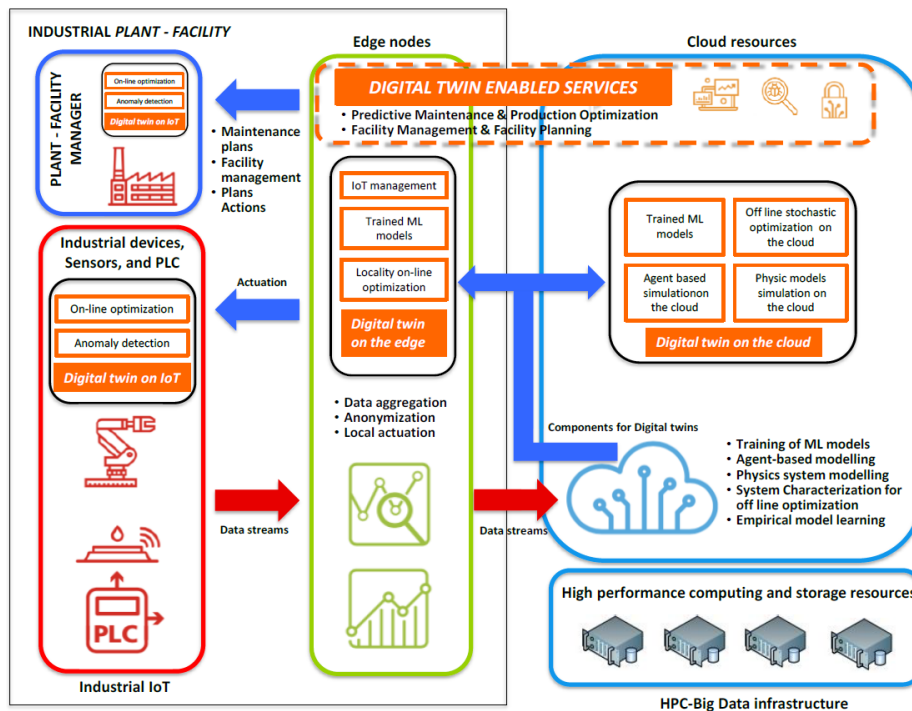 INDUSTRIAL PLANT - FACILITY
Edge nodes
Cloud resources
PLANT - FACILITY
MANAGER
On-line optimization
Anomaly detection
Digital twin on IoT
Maintenance
plans
Facility
management
Plans
Actions
DIGITAL TWIN ENABLED SERVICES
• Predictive Maintenance & Production Optimization
• Facility Management & Facility Planning
Industrial devices,
Sensors, and PLC
On-line optimization
Anomaly detection
Digital twin on IoT
Actuation
IoT management
Trained ML
models
Locality on-line
optimization
Digital twin
on the edge
• Data aggregation
• Anonymization
• Local actuation
Trained ML
models
Off line stochastic
optimization on
the cloud
Agent based
simulationon
the cloud
Physic models
simulation on
the cloud
Digital twin on the cloud
Components for Digital twins
• Training of ML models
• Agent-based modelling
• Physics system modelling
• System Characterization for
off line optimization
• Empirical model learning
Data streams
Data streams
PLC
Industrial IoT
High performance computing and storage resources
HPC-Big Data infrastructure